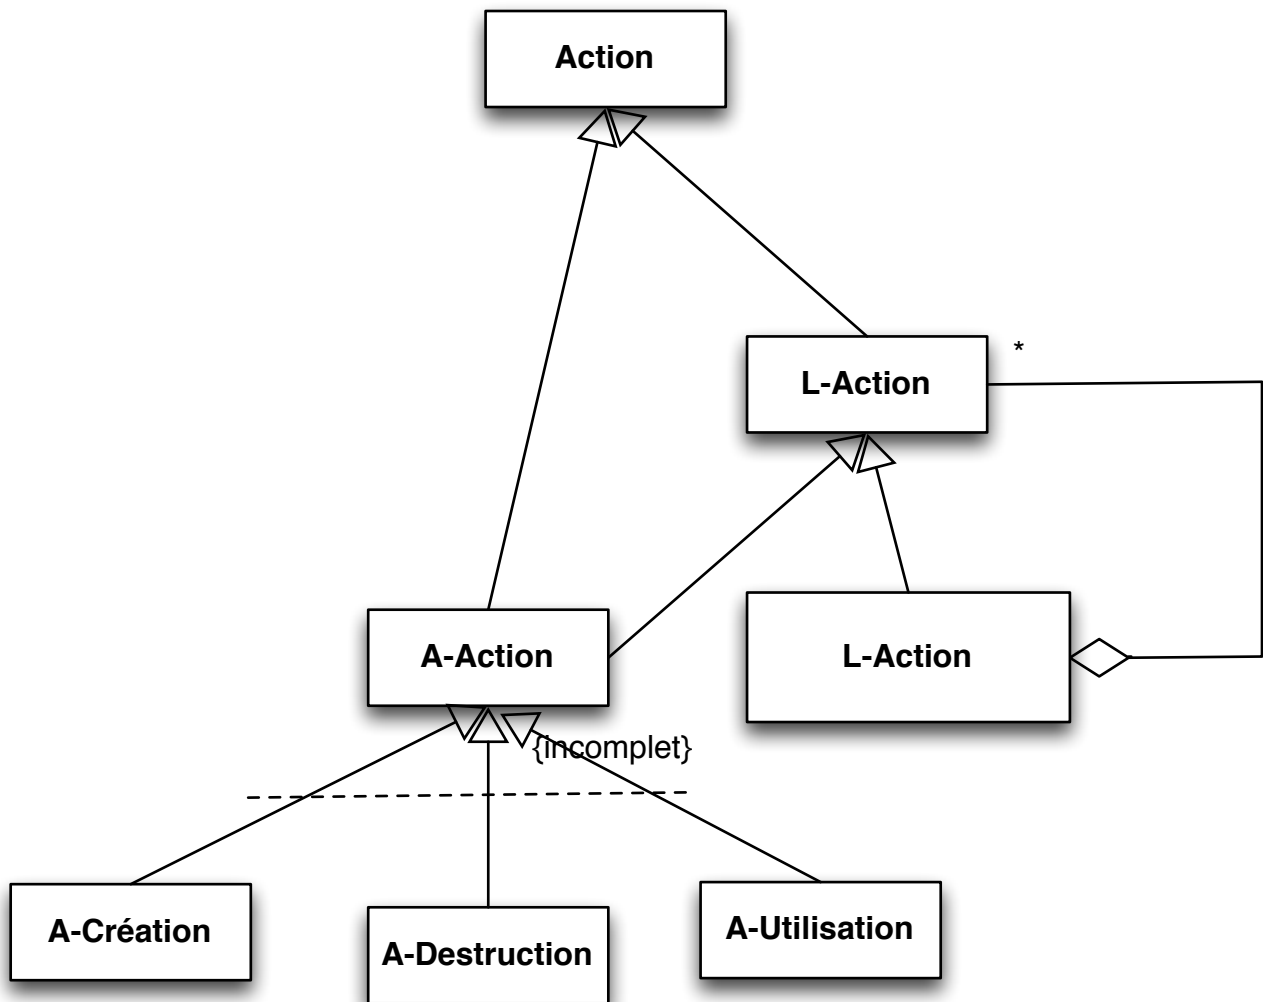 Action
*
L-Action
A-Action
L-Action
{incomplet}
A-Création
A-Destruction
A-Utilisation